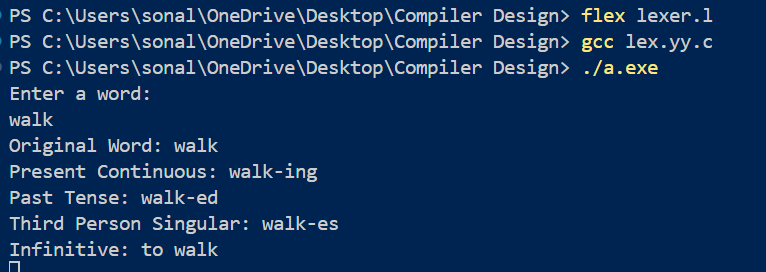 PS C:\Users\sonal\OneDrive\Desktop\Compiler Design> flex lexer.l
PS C:\Users\sonal\OneDrive\Desktop\Compiler Design> gcc lex.yy.c
PS C:\Users\sonal\OneDrive\Desktop\Compiler Design> ./a.exe
Enter a word:
walk
Original Word: walk
Present Continuous: walk-ing
Past Tense: walk-ed
Third Person Singular: walk-es
Infinitive: to walk